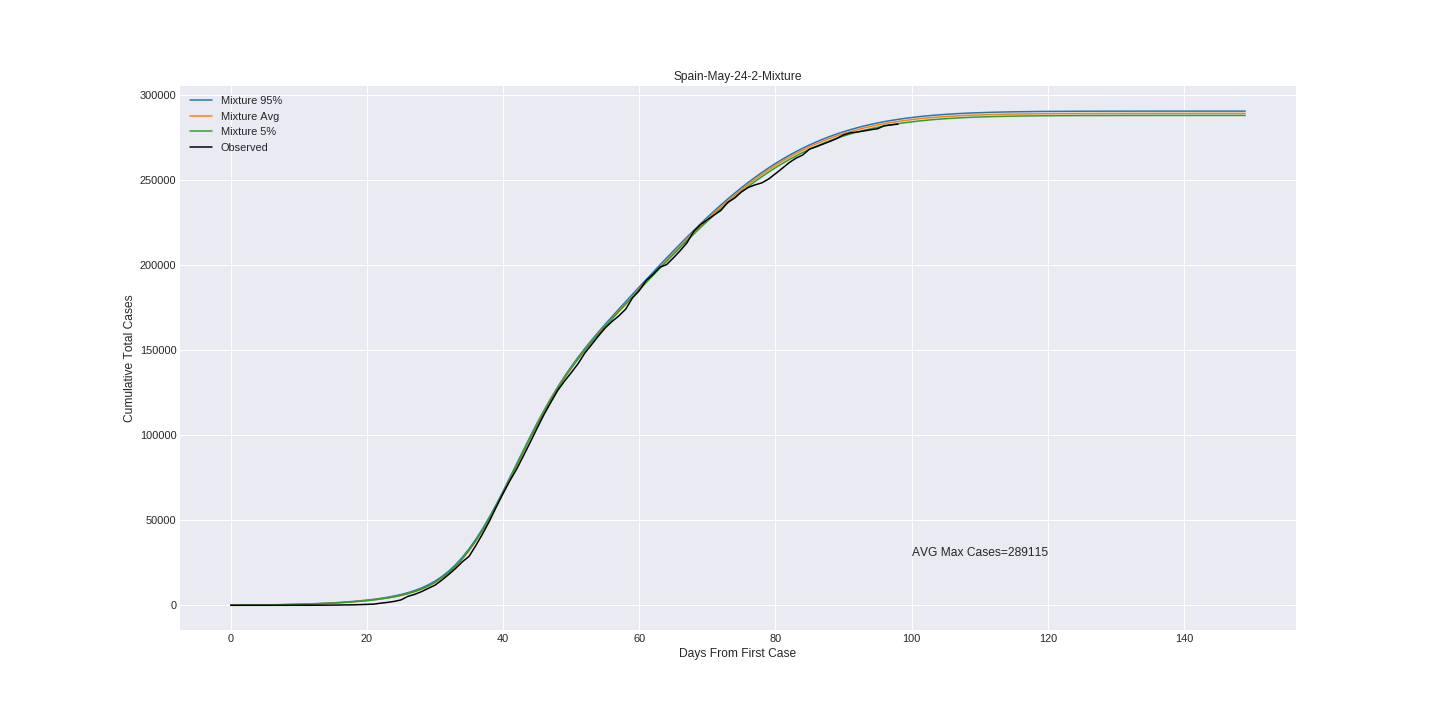 Spain-May-24-2-Mixture
Mixture 95%
Mixture Avg
Mixture 5%
Observed
300000
250000
200000
150000
100000
50000
0
Cumulative Total Cases
AVG Max Cases=289115
0 20 40 60 80 100 120 140
Days From First Case